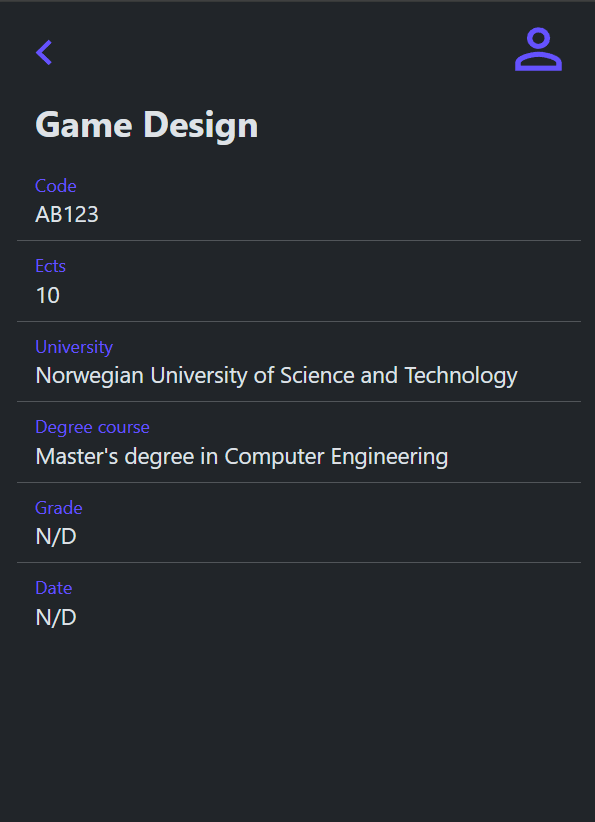 Game Design
Code
AB123
Ects
10
University
Norwegian University of Science and Technology
Degree course
Master's degree in Computer Engineering
Grade
N/D
Date
N/D